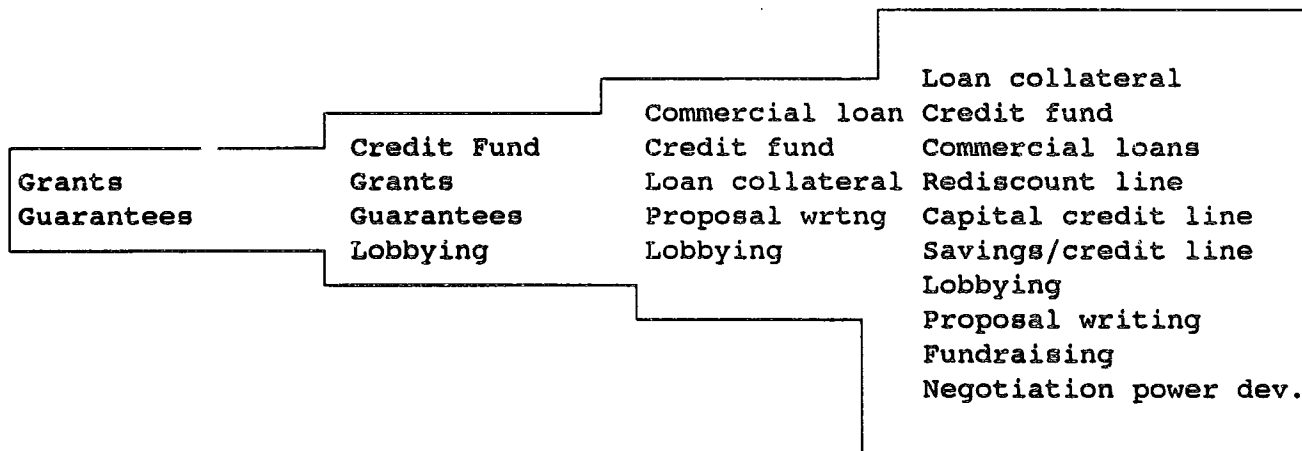 Grants
Guarantees
Credit Fund
Grants
Guarantees
Lobbying
Commercial loan
Credit fund
Loan collateral
Proposal wrtng
Lobbying
Loan collateral
Credit fund
Commercial loans
Rediscount line
Capital credit line
Savings/credit line
Lobbying
Proposal writing
Fundraising
Negotiation power dev.